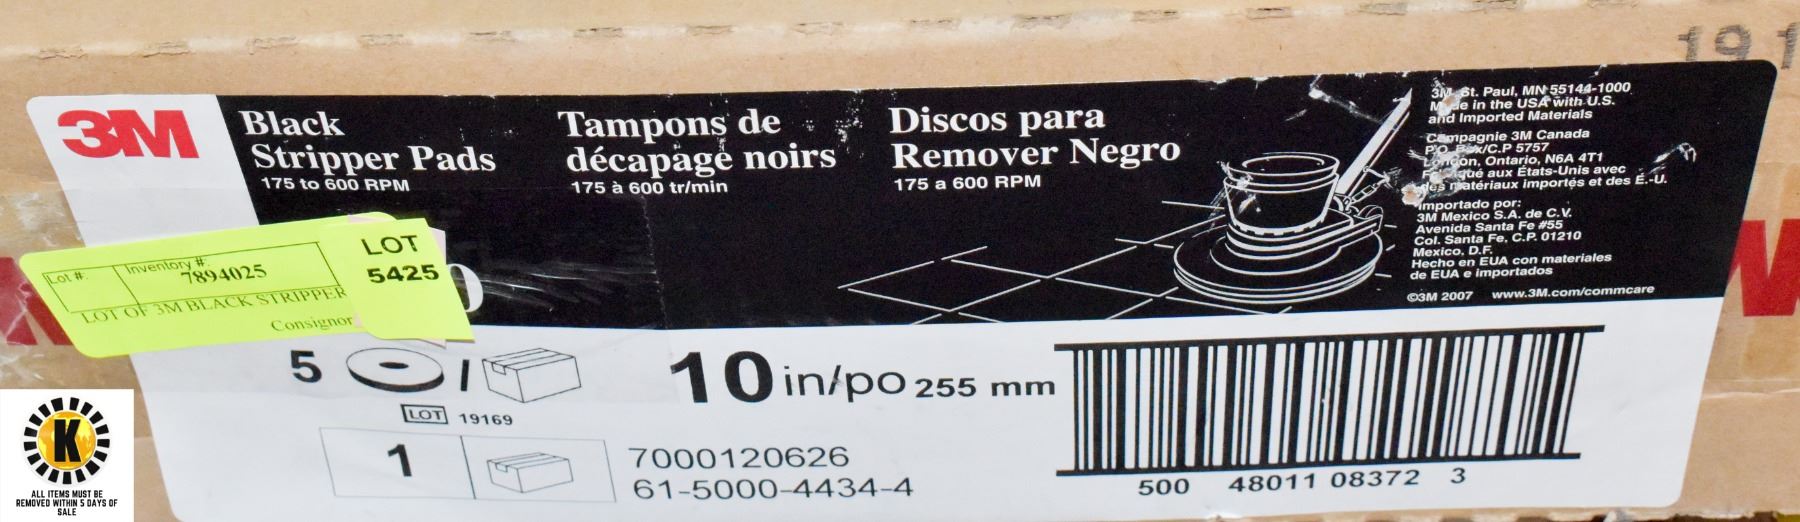 19 1
3M
Black
Stripper Pads
175 to 600 RPM
Tampons de
décapage noirs
175 à 600 tr/min
Discos para
Remover Negro
175 a 600 RPM
3M St. Paul, MN 55144-1000
Made in the USA with U.S.
and Imported Materials
Compagnie 3M Canada
P.O. Box/C.P 5757
London, Ontario, N6A 4T1
aux États-Unis avec
des matériaux importés et des É.-U.
Importado por:
3M Mexico S.A. de C.V.
Avenida Santa Fe #55
Col. Santa Fe, C.P. 01210
Mexico, D.F.
Hecho en EUA con materiales
de EUA e importados
©3M 2007 www.3M.com/commcare
Lot #:
Inventory #:
7894025
LOT OF 3M BLACK STRIPPER
Consignor
LOT
5425
5 /
10 in/po 255 mm
LOT 19169
1
7000120626
61-5000-4434-4
500 48011 08372 3
K
ALL ITEMS MUST BE
REMOVED WITHIN 5 DAYS OF
SALE